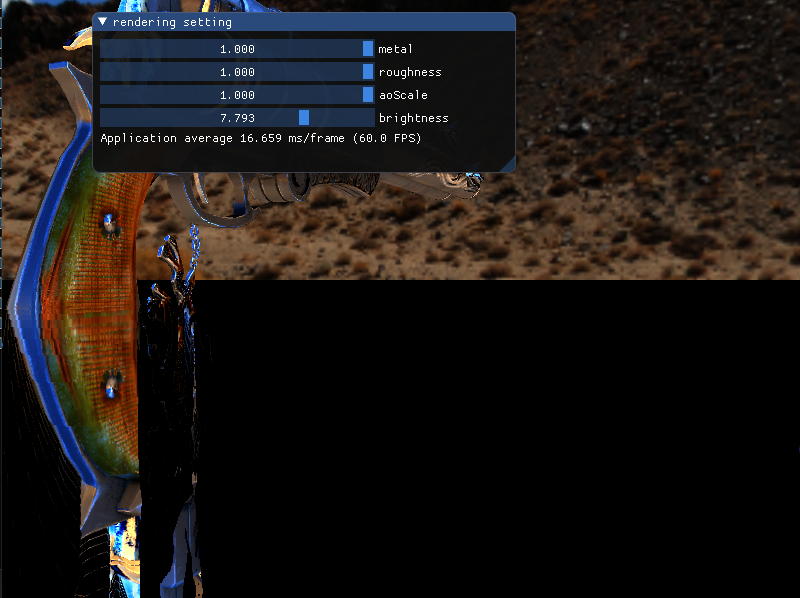 rendering setting
1.000 metal
1.000 roughness
1.000 aoScale
7.793 brightness
Application average 16.659 ms/frame (60.0 FPS)